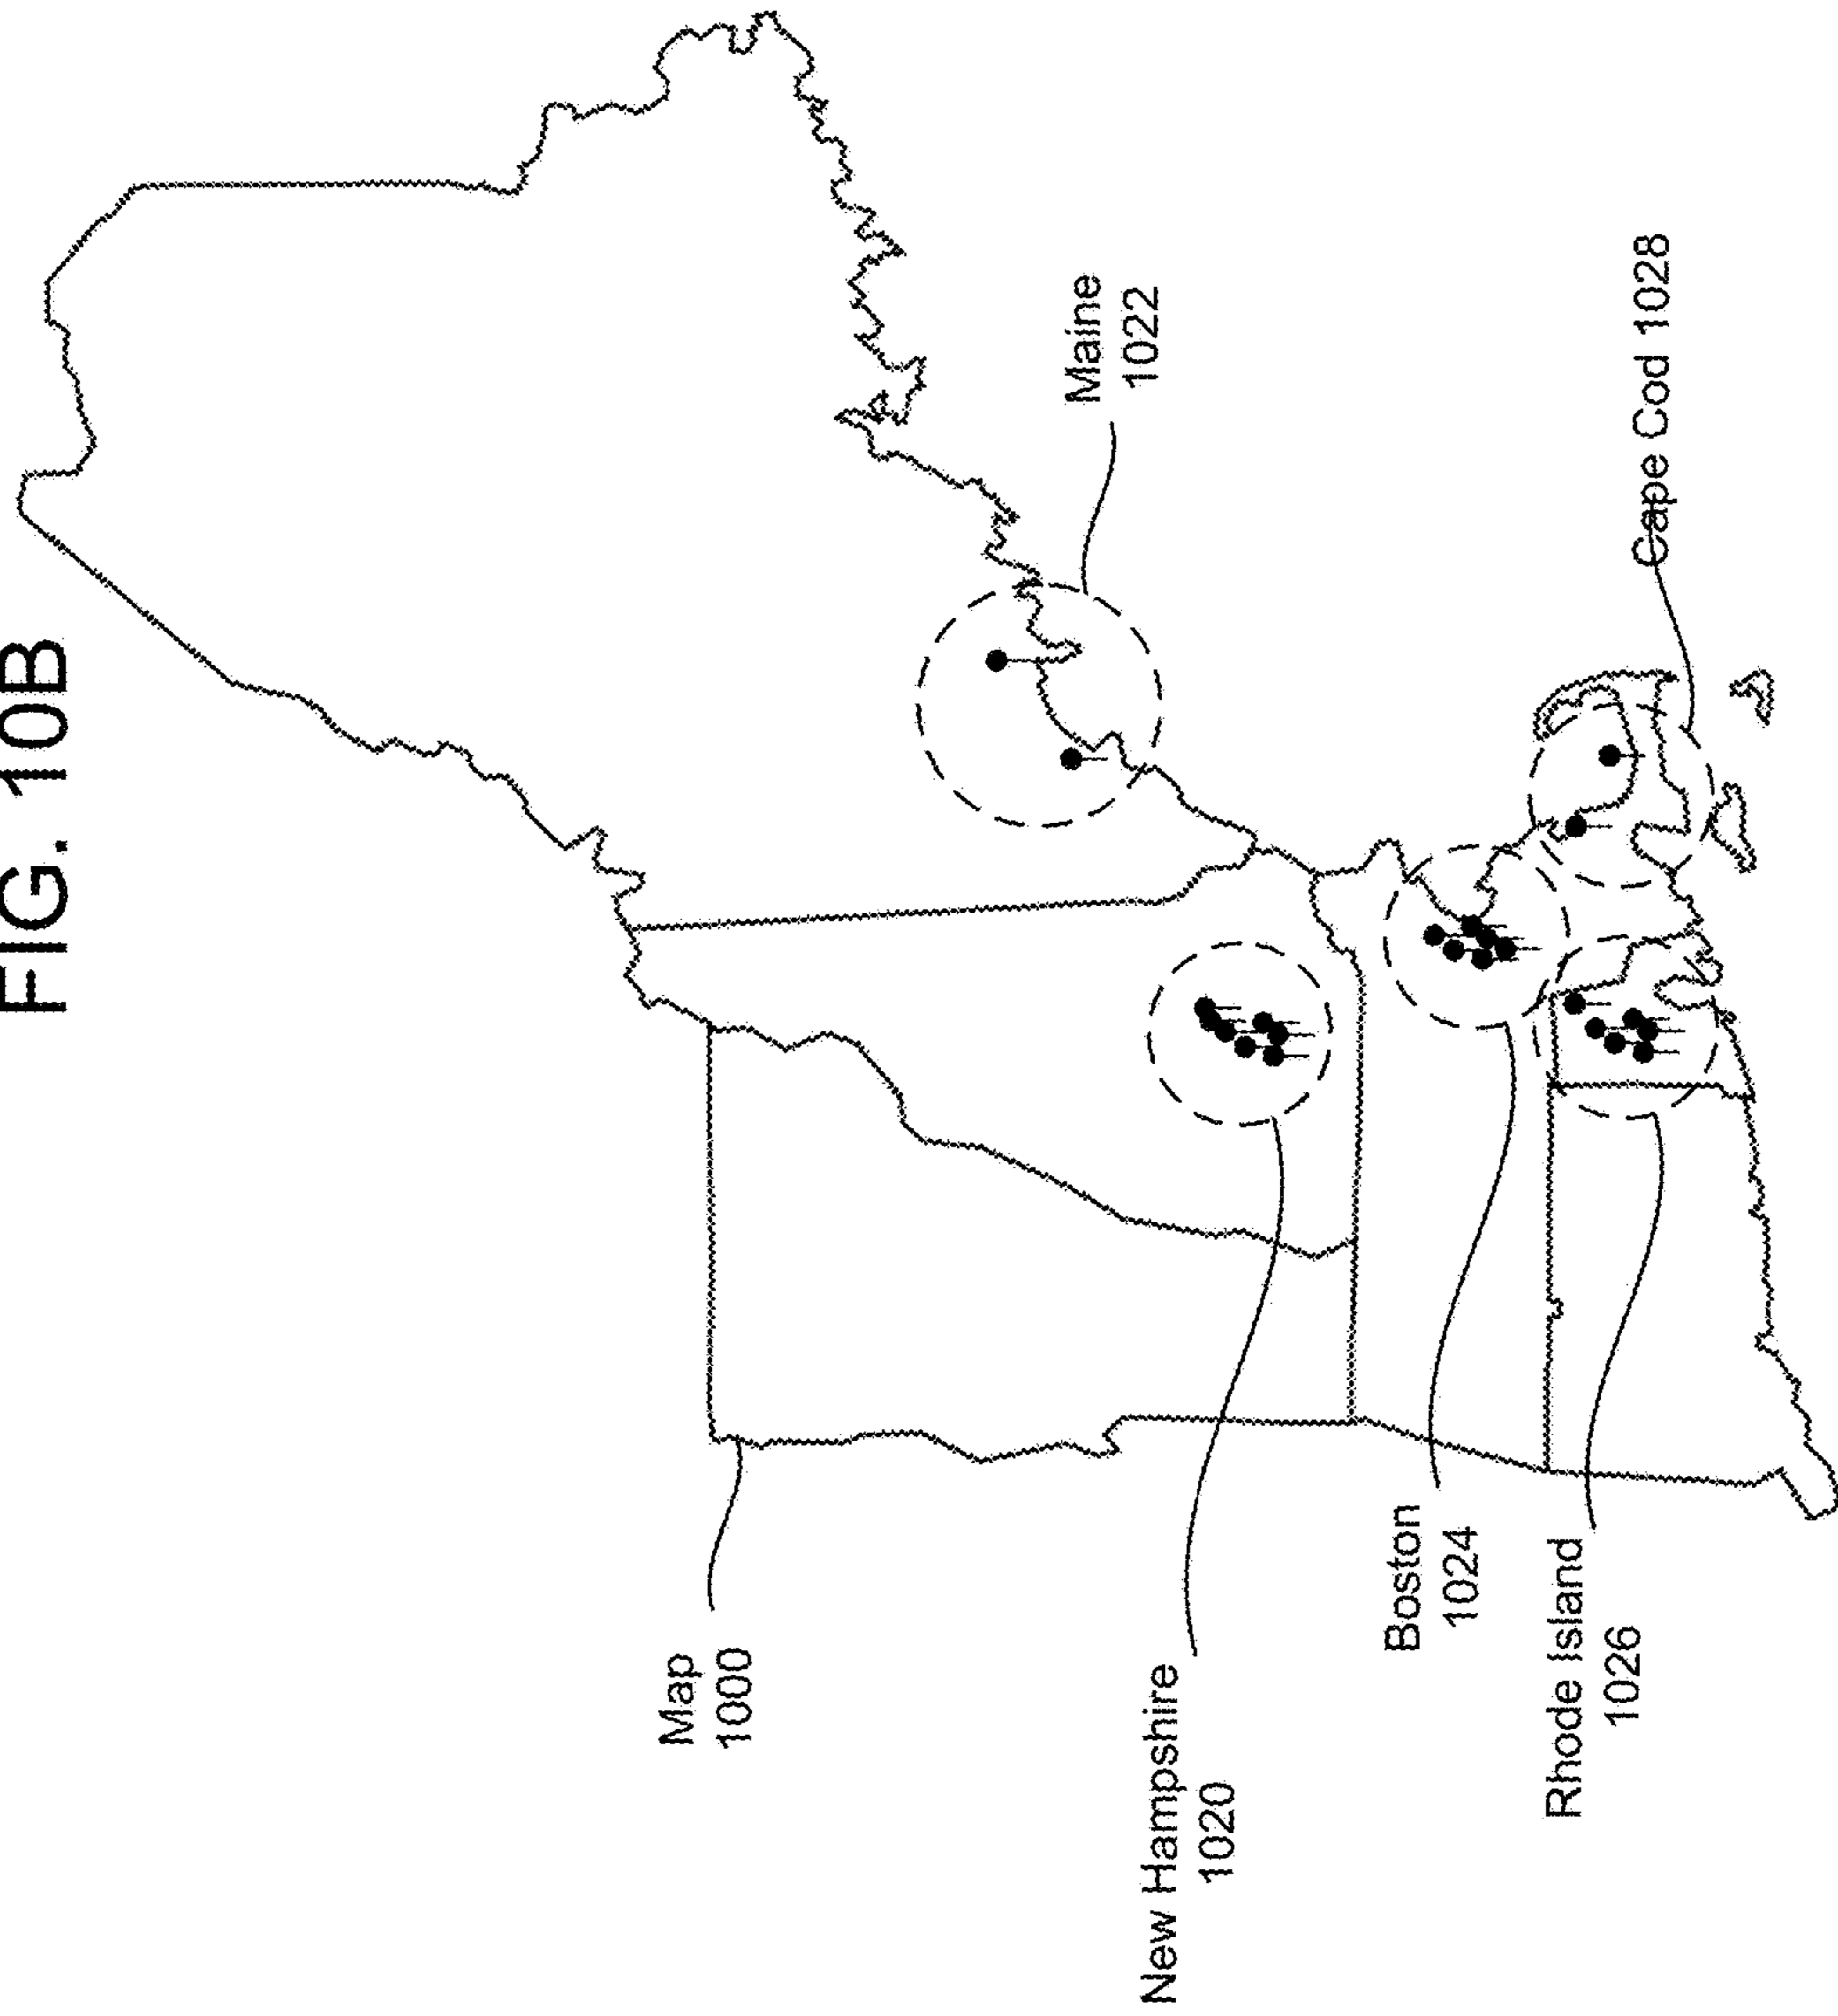 FIG. 10B
Map
1000
New Hampshire
1020
Boston
1024
Rhode Island
1026
Maine
1022
Cape Cod 1028